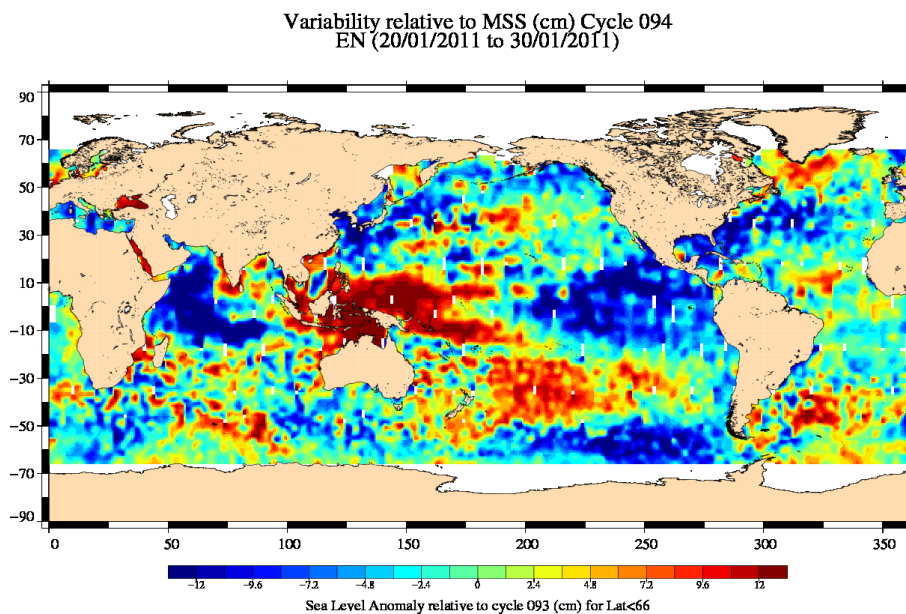 Variability relative to MSS (cm) Cycle 094
EN (20/01/2011 to 30/01/2011)
90
70
50
30
10
−10
−30
−50
−70
−90
0 50 100 150 200 250 300 350
−12 −9.6 −7.2 −4.8 −2.4 0 2.4 4.8 7.2 9.6 12
Sea Level Anomaly relative to cycle 093 (cm) for Lat<66